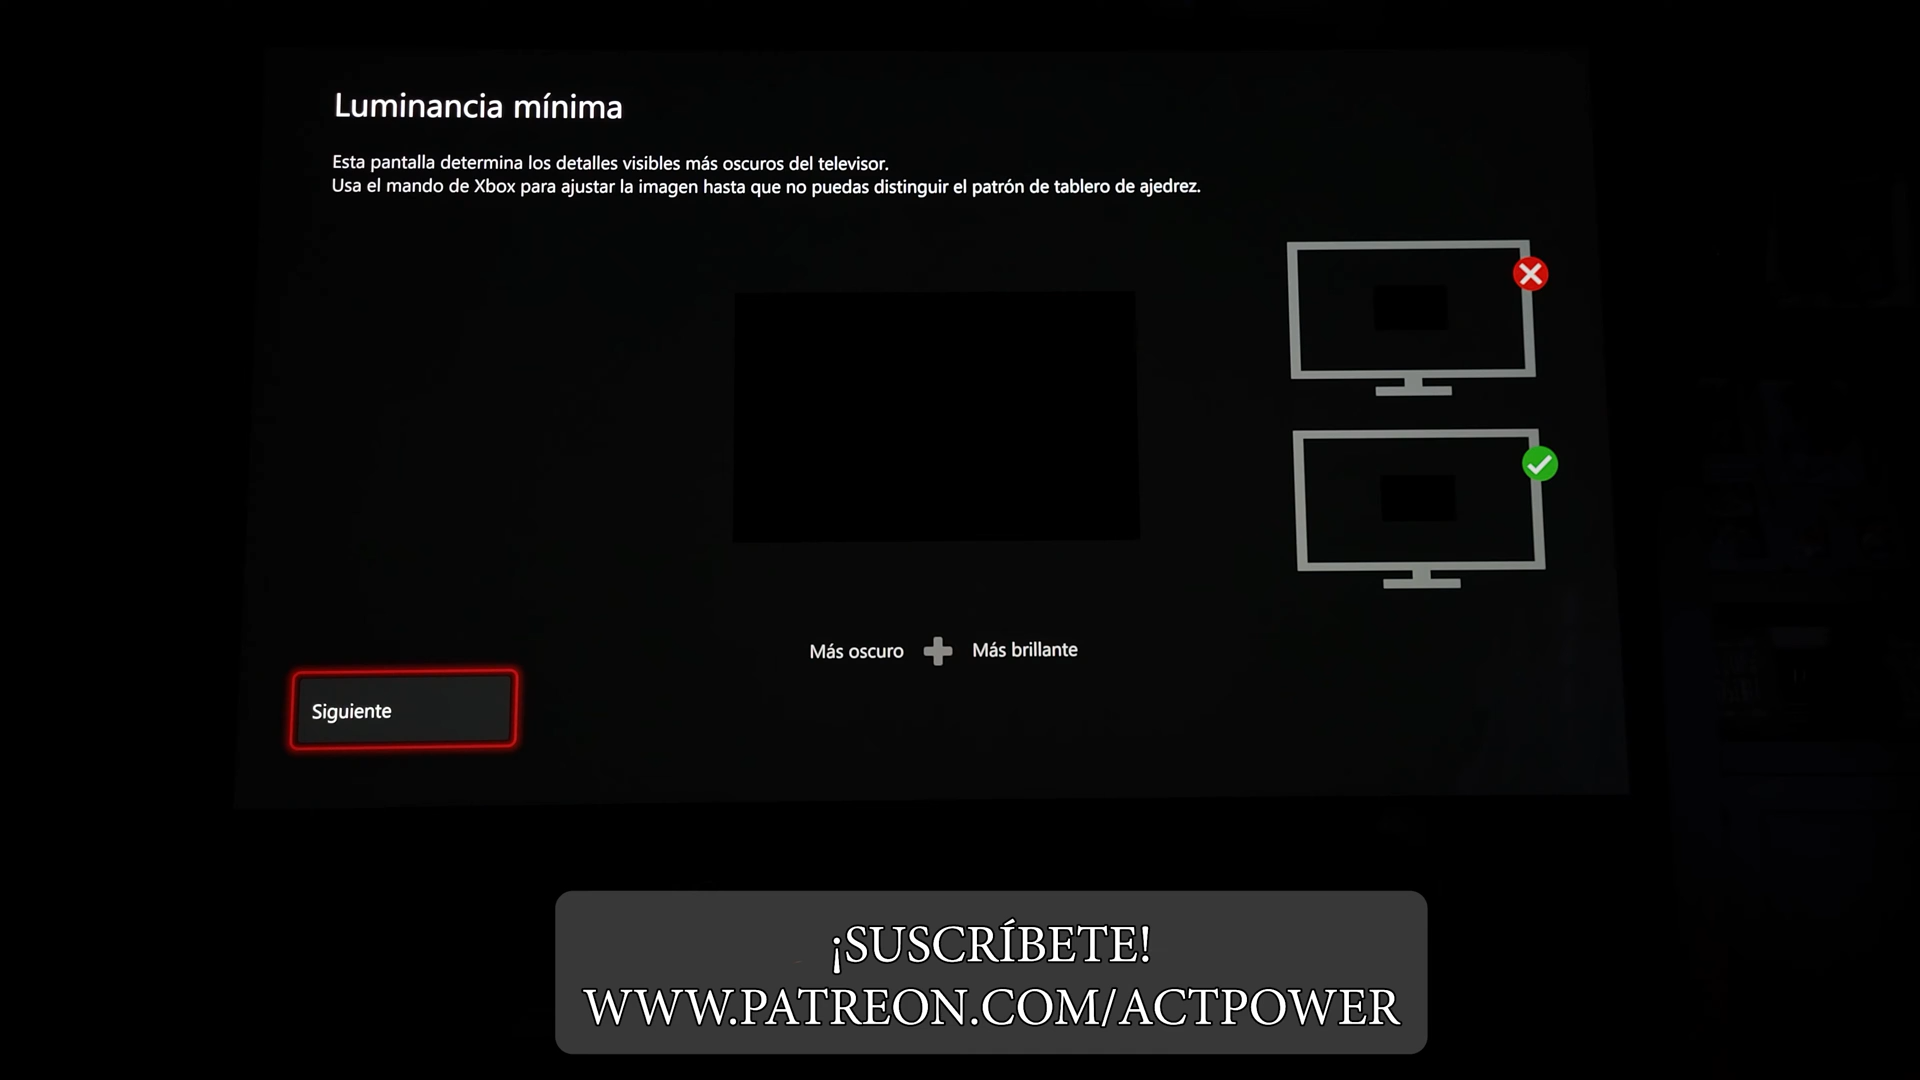 Luminancia mínima
Esta pantalla determina los detalles visibles más oscuros del televisor.
Usa el mando de Xbox para ajustar la imagen hasta que no puedas distinguir el patrón de tablero de ajedrez.
Más oscuro
Más brillante
Siguiente
¡SUSCRÍBETE!
WWW.PATREON.COM/ACTPOWER